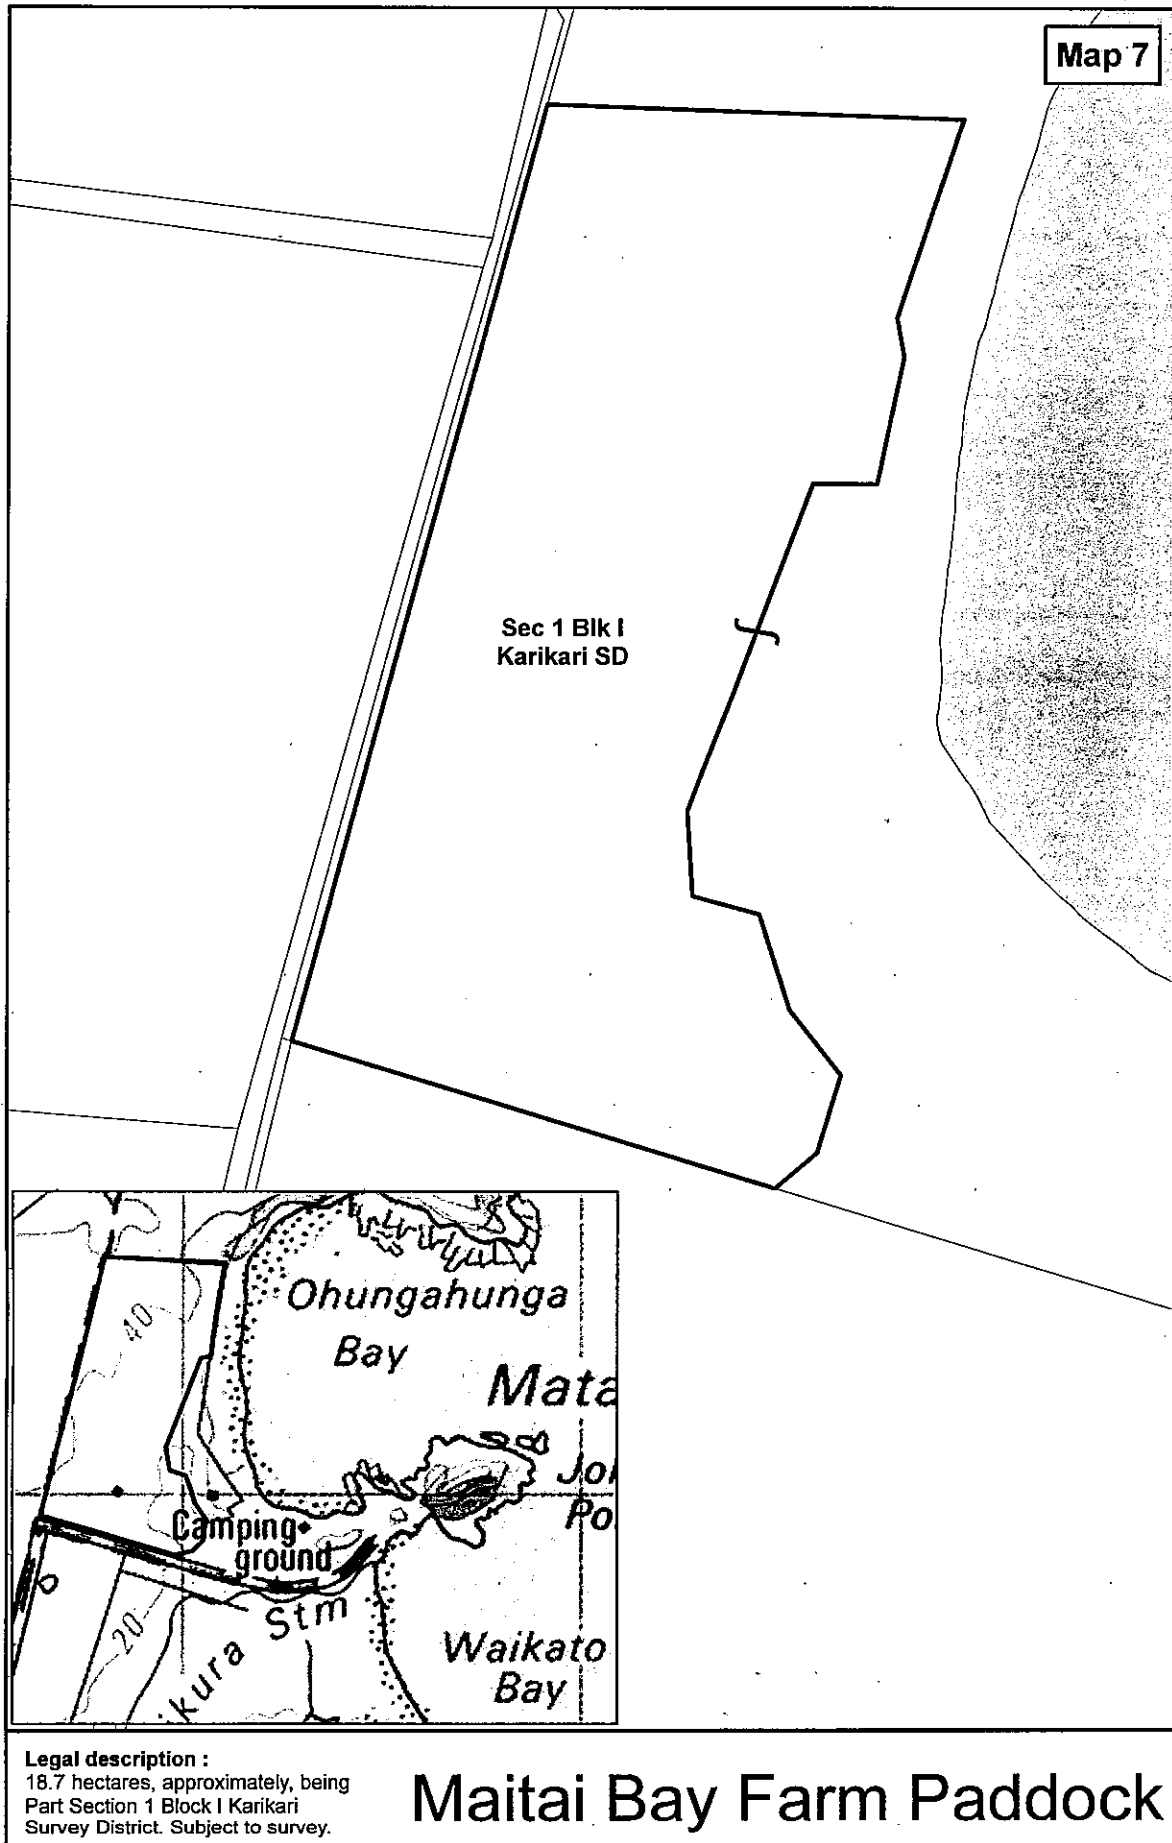 Map 7
Sec 1 Blk I
Karikari SD
40
Ohungahunga
Bay
Mata
Camping
ground
Stm
20
kura
Waikato
Bay
Legal description :
18.7 hectares, approximately, being
Part Section 1 Block I Karikari
Survey District. Subject to survey.
Maitai Bay Farm Paddock